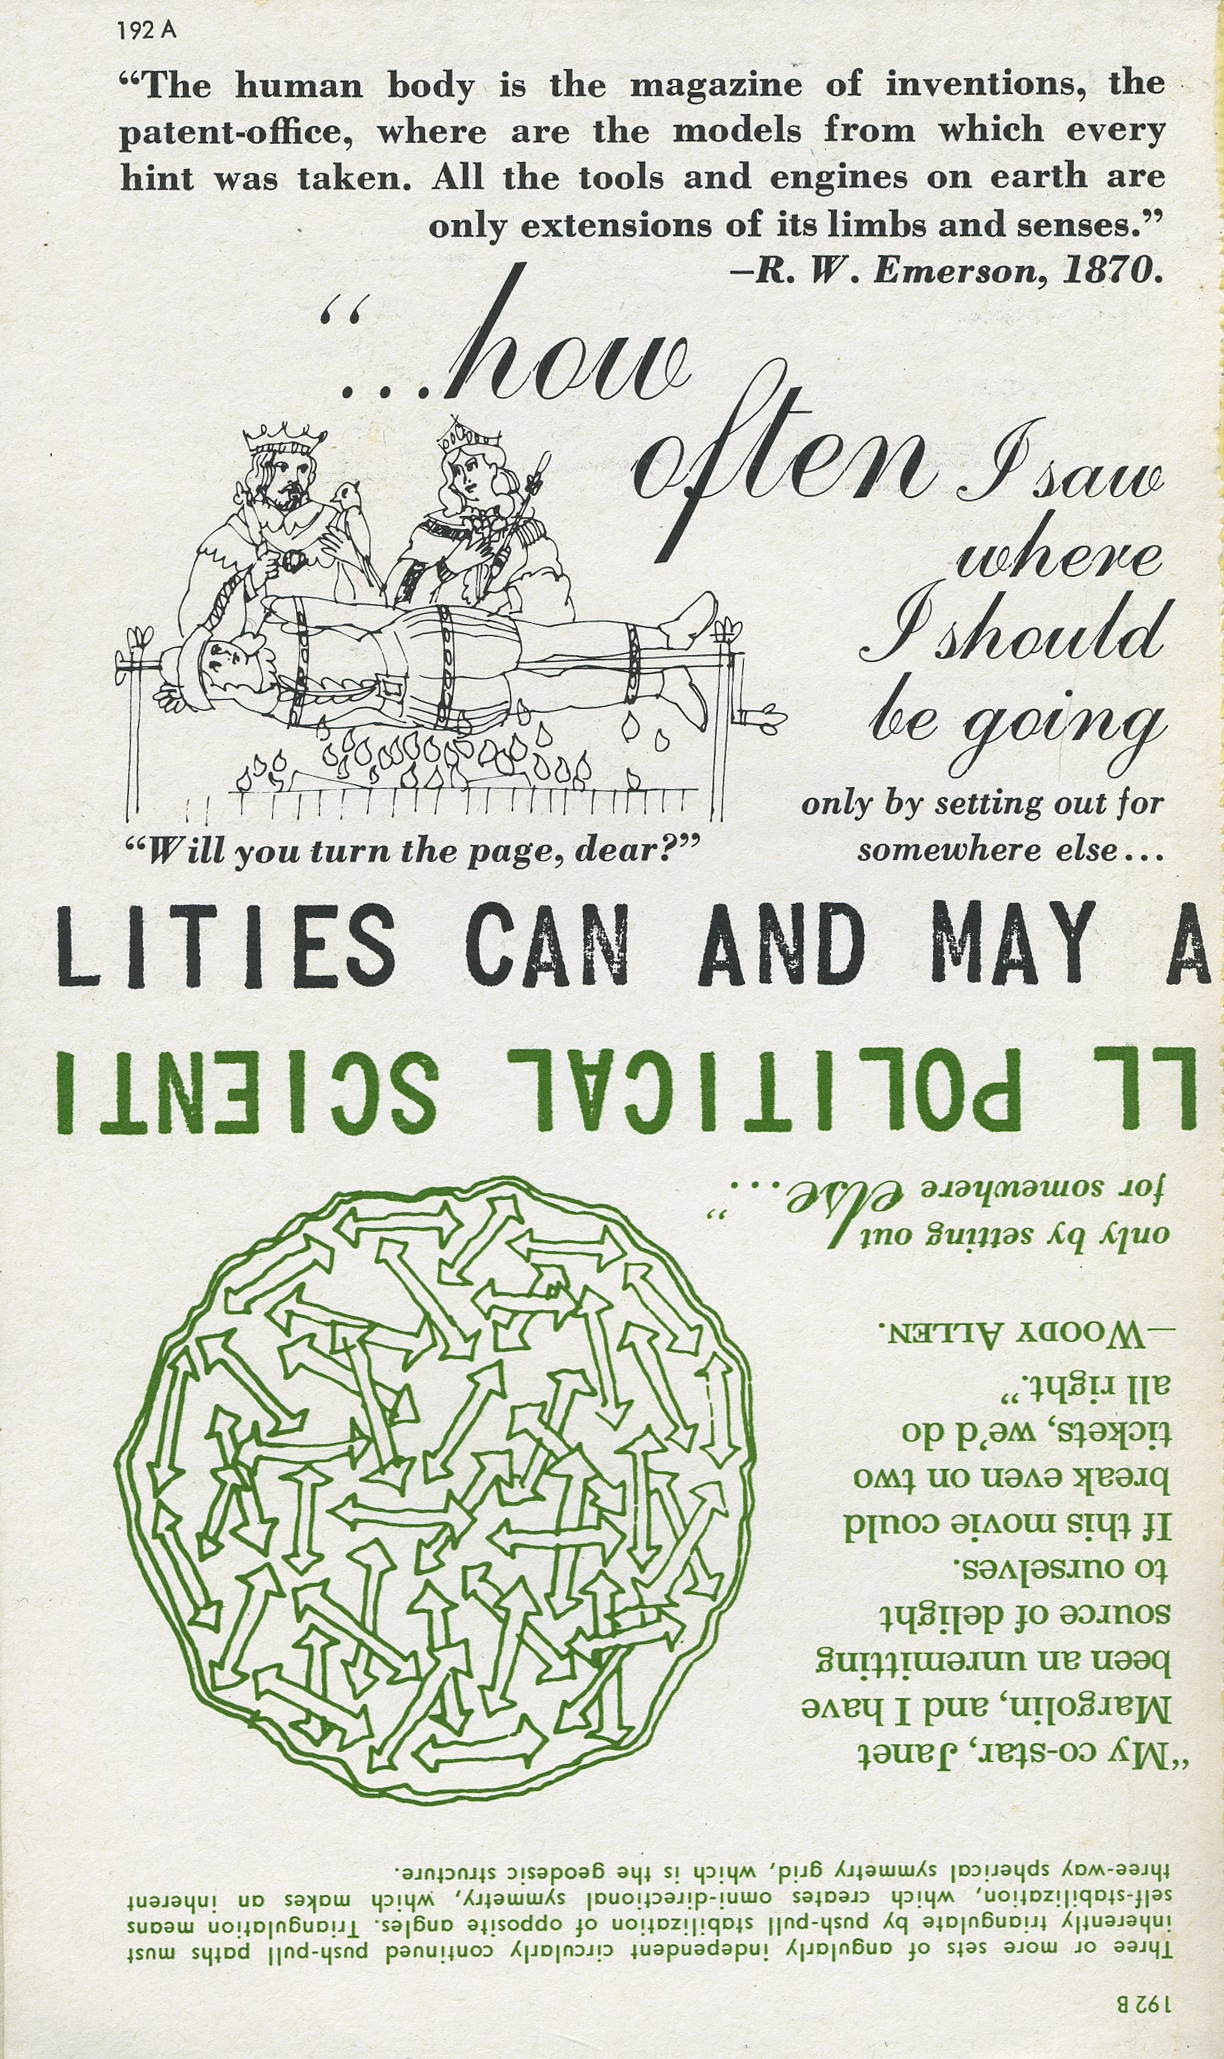 192 A
“The human body is the magazine of inventions, the
patent-office, where are the models from which every
hint was taken. All the tools and engines on earth are
only extensions of its limbs and senses.”
–R. W. Emerson, 1870.
“...how
often I saw
where
I should
be going
only by setting out for
somewhere else...
“Will you turn the page, dear?”
LITIES CAN AND MAY A
LL POLITICAL SCIENTI
192 B
Three or more sets of angularly independent circularly continued push-pull paths must
inherently triangulate by push-pull stabilization of opposite angles. Triangulation means
self-stabilization, which creates omni-directional symmetry, which makes an inherent
three-way spherical symmetry grid, which is the geodesic structure.
“My co-star, Janet
Margolin, and I have
been an unremitting
source of delight
to ourselves.
If this movie could
break even on two
tickets, we’d do
all right.”
—WOODY ALLEN.
only by setting out
for somewhere else...”